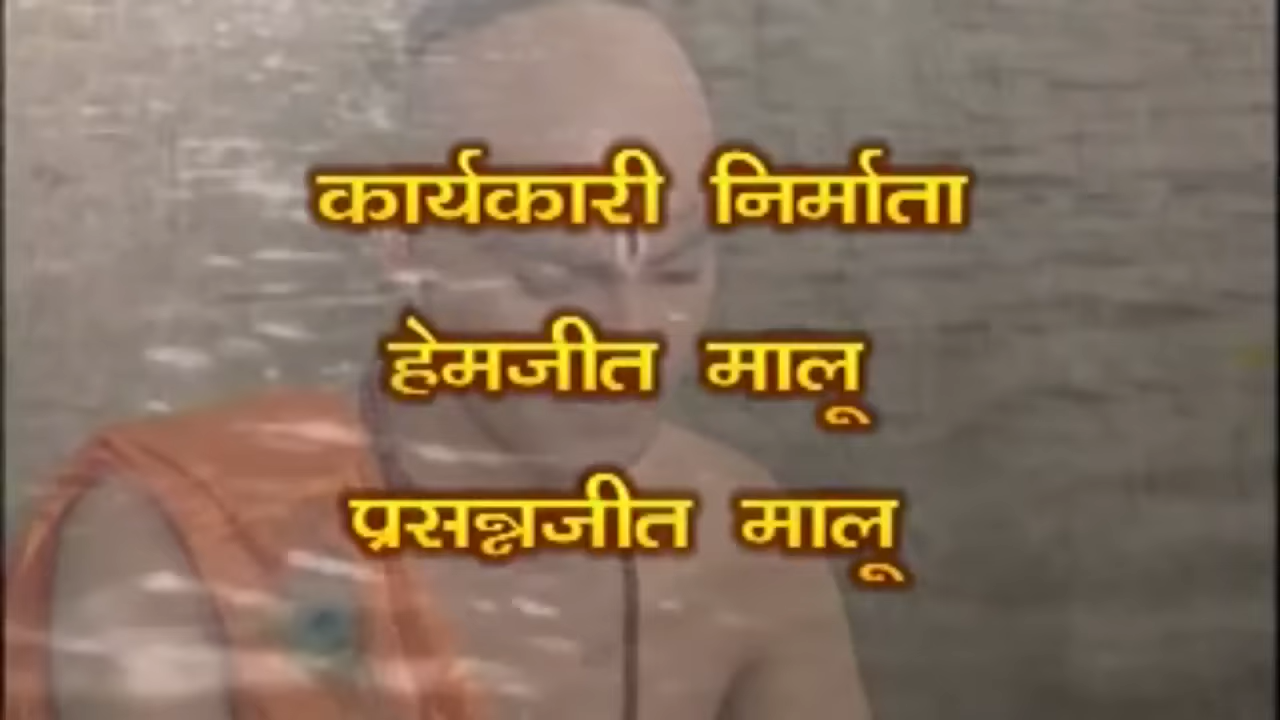 कार्यकारी निर्माता
हेमजीत मालू
प्रसन्नजीत मालू